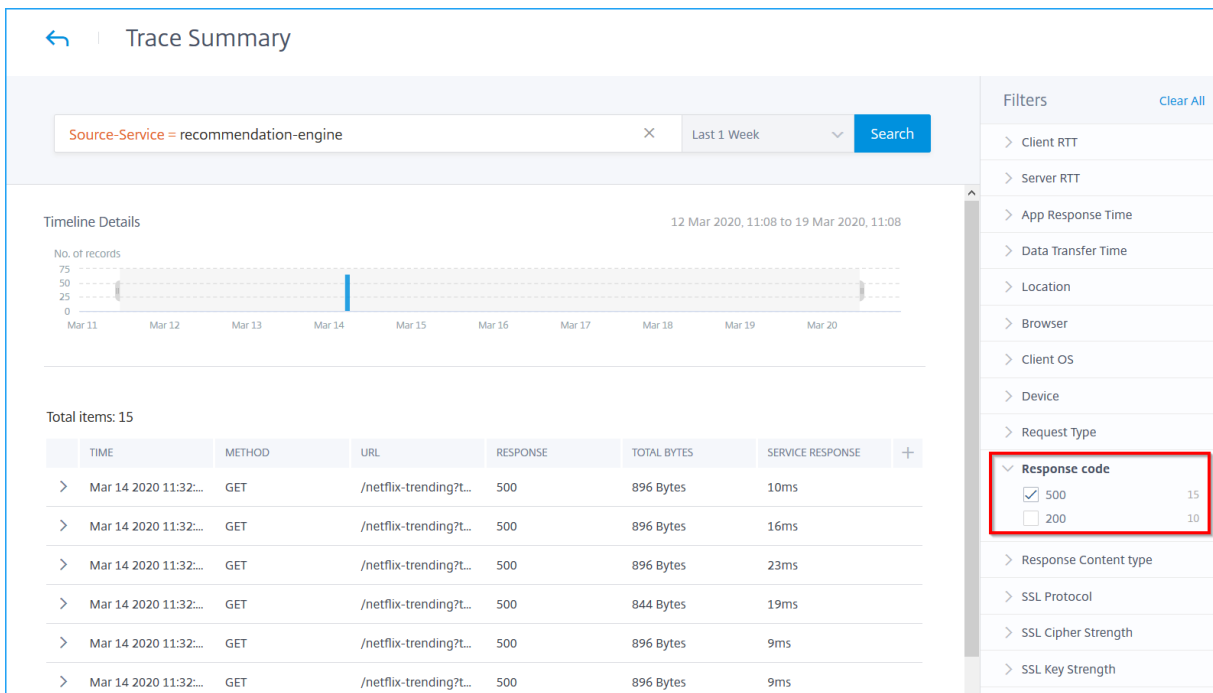 Trace Summary
Source-Service = recommendation-engine
Last 1 Week
Search
Timeline Details
12 Mar 2020, 11:08 to 19 Mar 2020, 11:08
No. of records
75
50
25
0
Mar 11 Mar 12 Mar 13 Mar 14 Mar 15 Mar 16 Mar 17 Mar 18 Mar 19 Mar 20
Total items: 15
TIME METHOD URL RESPONSE TOTAL BYTES SERVICE RESPONSE +
Mar 14 2020 11:32:... GET /netflix-trending?t... 500 896 Bytes 10ms
Mar 14 2020 11:32:... GET /netflix-trending?t... 500 896 Bytes 16ms
Mar 14 2020 11:32:... GET /netflix-trending?t... 500 896 Bytes 23ms
Mar 14 2020 11:32:... GET /netflix-trending?t... 500 844 Bytes 19ms
Mar 14 2020 11:32:... GET /netflix-trending?t... 500 896 Bytes 9ms
Mar 14 2020 11:32:... GET /netflix-trending?t... 500 896 Bytes 9ms
Filters Clear All
Client RTT
Server RTT
App Response Time
Data Transfer Time
Location
Browser
Client OS
Device
Request Type
Response code
500 15
200 10
Response Content type
SSL Protocol
SSL Cipher Strength
SSL Key Strength